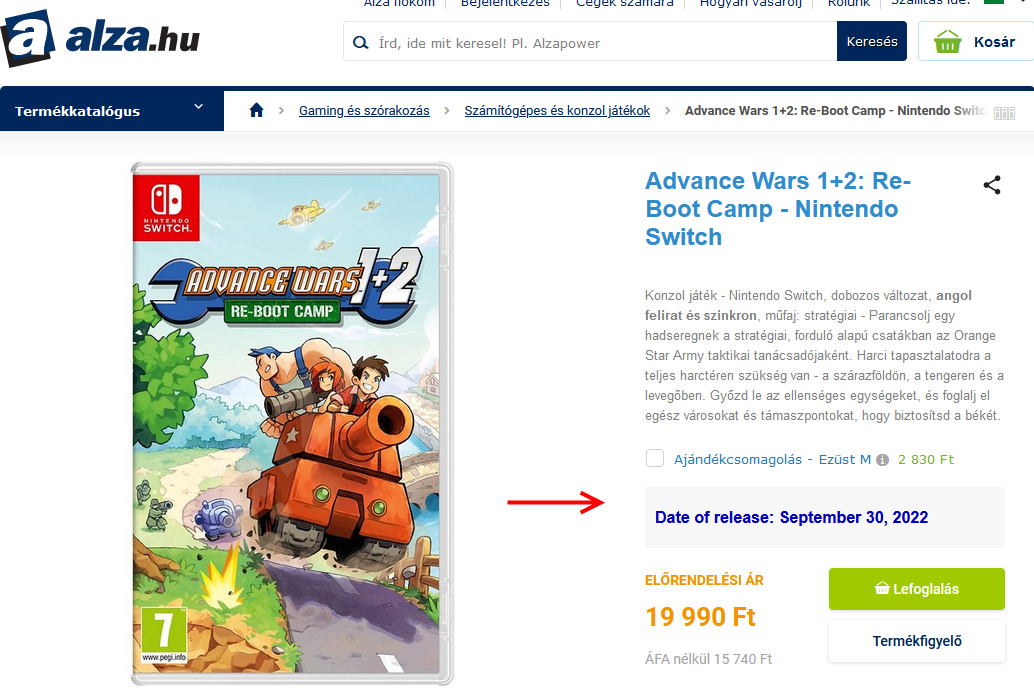 Alza fiókom
Bejelentkezés
Cégek számára
Hogyan vásárolj
Rólunk
Szállítás ide:
alza.hu
Írd, ide mit keresel! Pl. Alzapower
Keresés
Kosár
Termékkatalógus
Gaming és szórakozás
Számítógépes és konzol játékok
Advance Wars 1+2: Re-Boot Camp - Nintendo Switch
NINTENDO
SWITCH.
ADVANCE WARS 1+2
RE-BOOT CAMP
7
www.pegi.info
Advance Wars 1+2: Re-
Boot Camp - Nintendo
Switch
Konzol játék - Nintendo Switch, dobozos változat, angol
felirat és szinkron, műfaj: stratégiai - Parancsolj egy
hadseregnek a stratégiai, forduló alapú csatákban az Orange
Star Army taktikai tanácsadójaként. Harci tapasztalatodra a
teljes harctéren szükség van - a szárazföldön, a tengeren és a
levegőben. Győzd le az ellenséges egységeket, és foglalj el
egész városokat és támaszpontokat, hogy biztosítsd a békét.
Ajándékcsomagolás - Ezüst M 2 830 Ft
Date of release: September 30, 2022
ELŐRENDELÉSI ÁR
19 990 Ft
ÁFA nélkül 15 740 Ft
Lefoglalás
Termékfigyelő